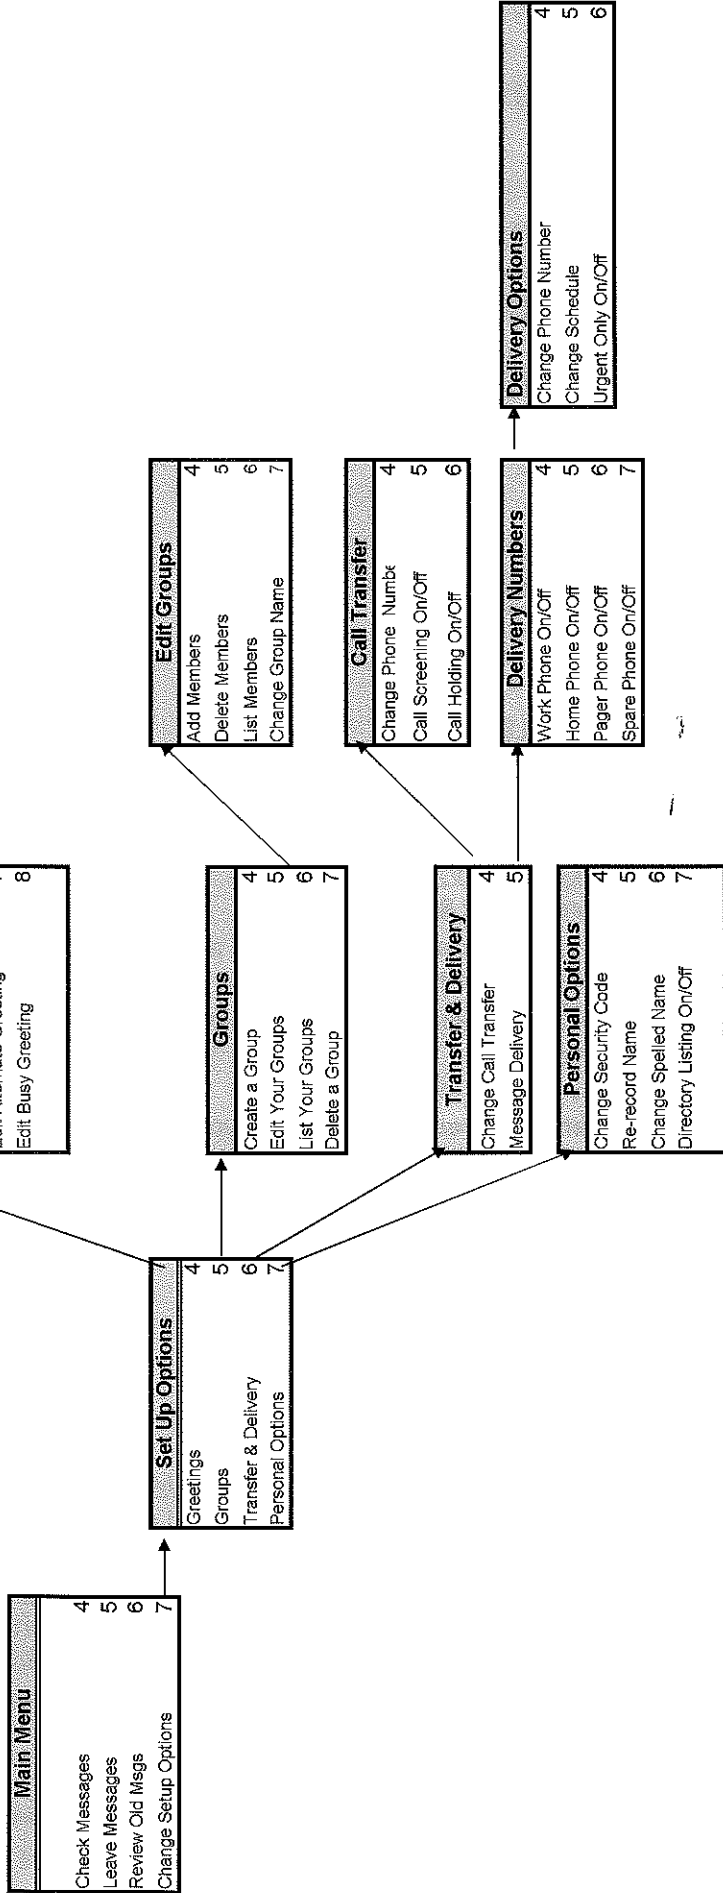 Main Menu
Check Messages 4
Leave Messages 5
Review Old Msgs 6
Change Setup Options 7
Set Up Options 7
Greetings 4
Groups 5
Transfer & Delivery 6
Personal Options 7
Edit Busy Greeting 8
Groups
Create a Group 4
Edit Your Groups 5
List Your Groups 6
Delete a Group 7
Transfer & Delivery
Change Call Transfer 4
Message Delivery 5
Personal Options
Change Security Code 4
Re-record Name 5
Change Spelled Name 6
Directory Listing On/Off 7
Edit Groups
Add Members 4
Delete Members 5
List Members 6
Change Group Name 7
Call Transfer
Change Phone Numbe 4
Call Screening On/Off 5
Call Holding On/Off 6
Delivery Numbers
Work Phone On/Off 4
Home Phone On/Off 5
Pager Phone On/Off 6
Spare Phone On/Off 7
Delivery Options
Change Phone Number 4
Change Schedule 5
Urgent Only On/Off 6